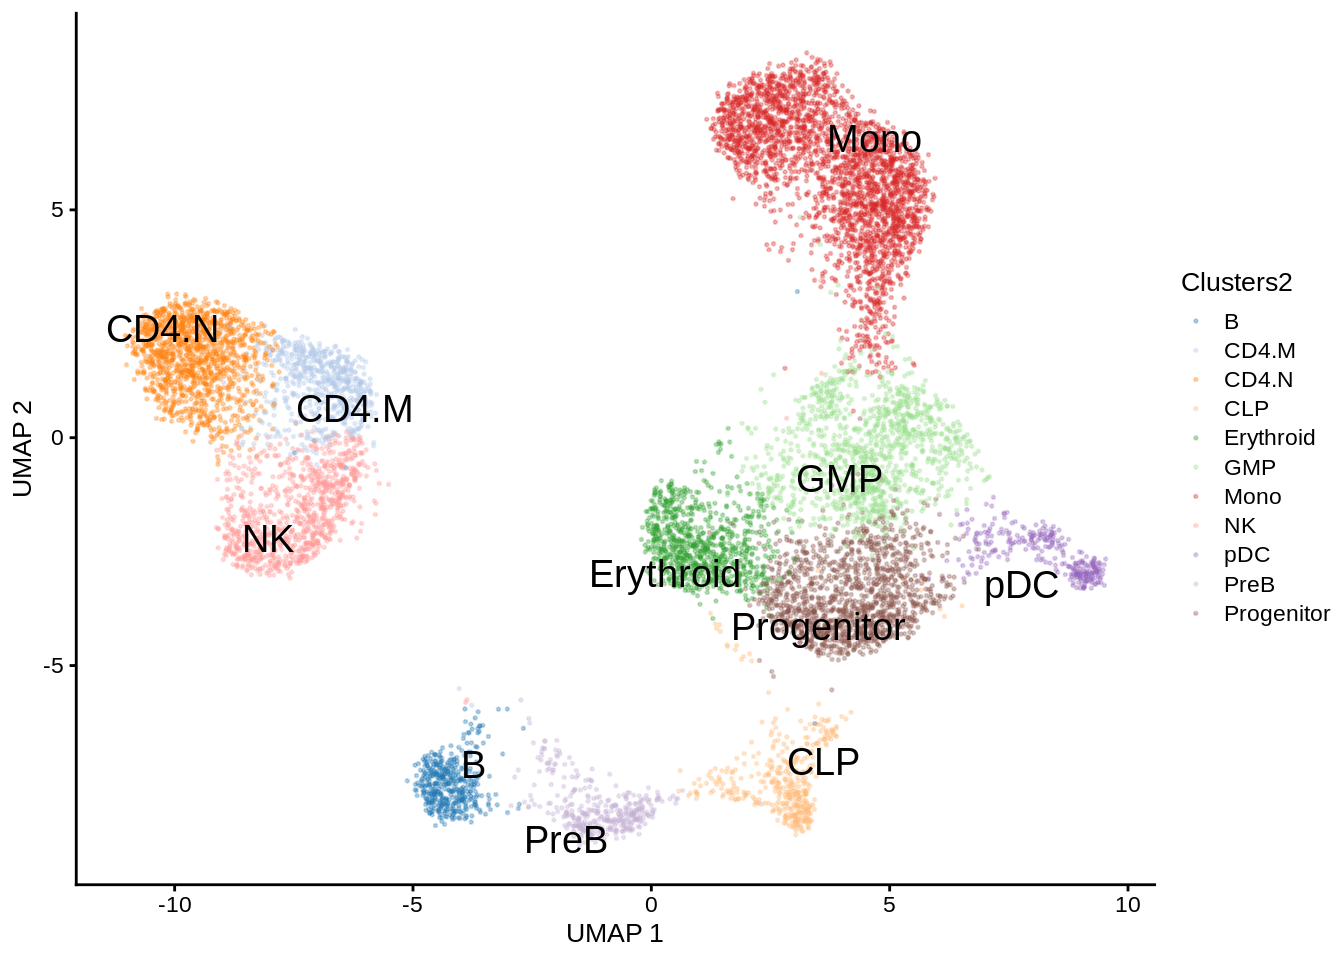 Mono
5
CD4.N
CD4.M
0
UMAP 2
GMP
NK
Erythroid
pDC
Progenitor
-5
B
CLP
PreB
-10
-5
0
5
10
UMAP 1
Clusters2
B
CD4.M
CD4.N
CLP
Erythroid
GMP
Mono
NK
pDC
PreB
Progenitor